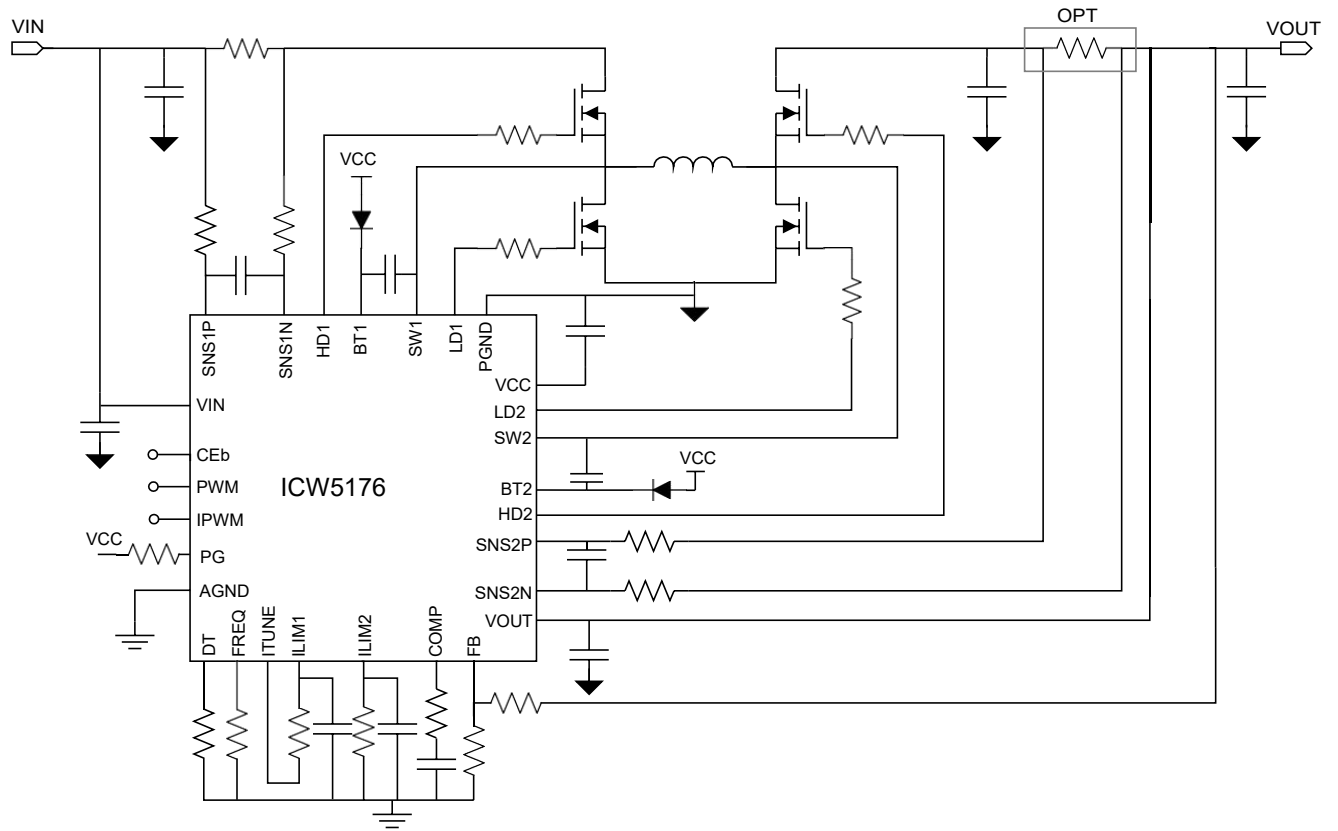 OPT
VIN
VOUT
VCC
SNS1P
SNS1N
HD1
BT1
SW1
LD1
PGND
VCC
VIN
LD2
SW2
CEb
VCC
PWM
ICW5176
BT2
IPWM
HD2
VCC
PG
SNS2P
AGND
SNS2N
VOUT
DT
FREQ
ITUNE
ILIM1
ILIM2
COMP
FB